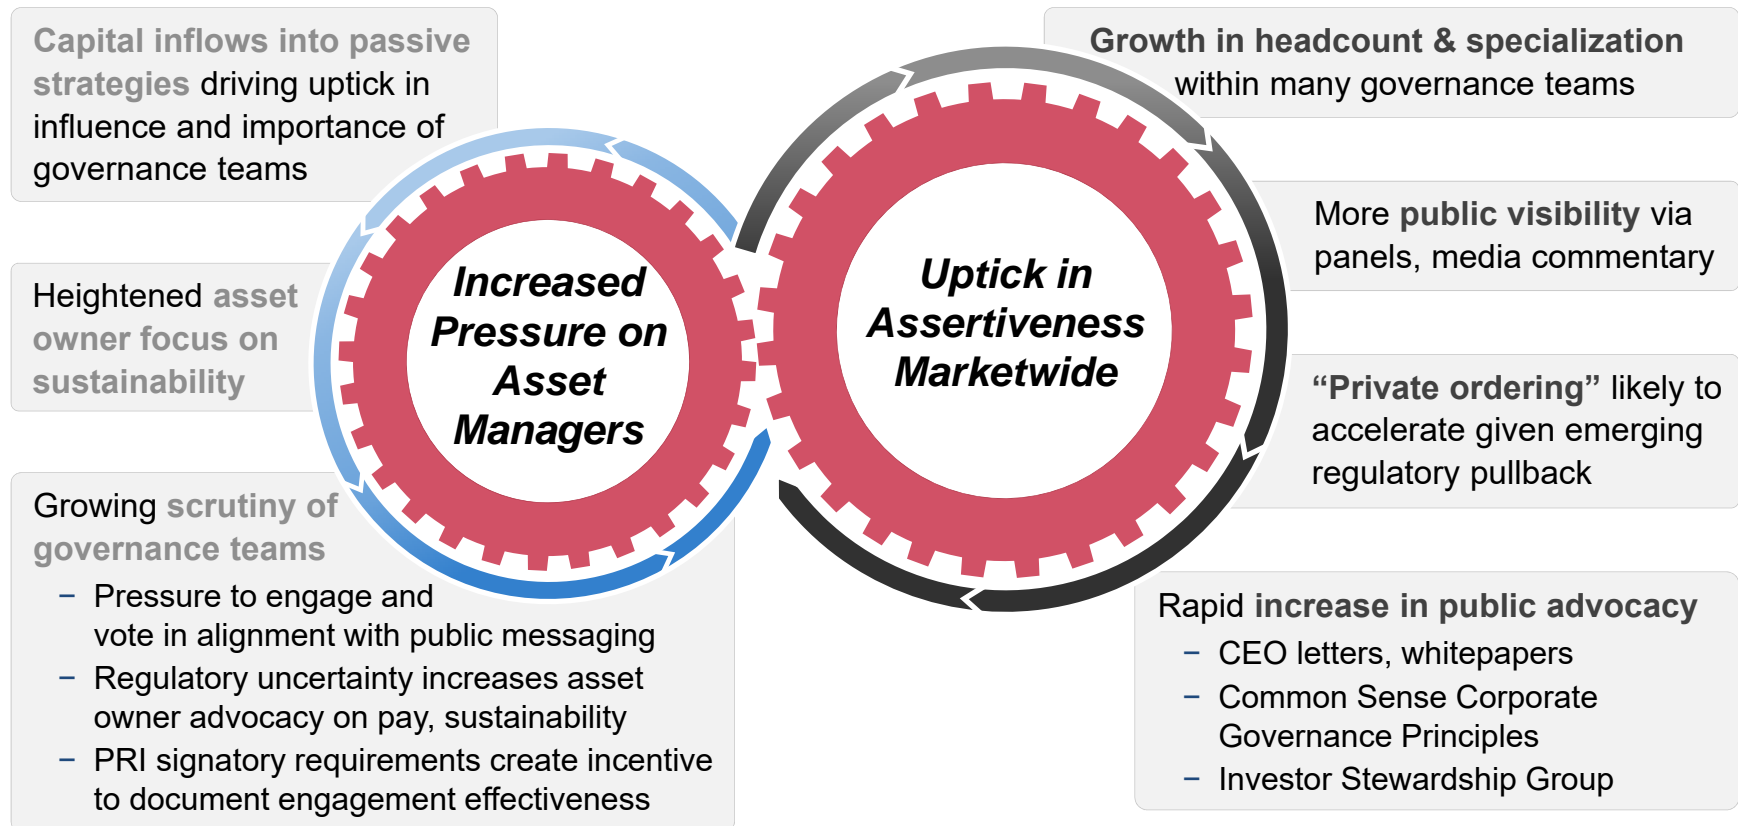 Capital inflows into passive
strategies driving uptick in
influence and importance of
governance teams
Heightened asset
owner focus on
sustainability
Growing scrutiny of
governance teams
– Pressure to engage and
vote in alignment with public messaging
– Regulatory uncertainty increases asset
owner advocacy on pay, sustainability
– PRI signatory requirements create incentive
to document engagement effectiveness
Increased
Pressure on
Asset
Managers
Uptick in
Assertiveness
Marketwide
Growth in headcount & specialization
within many governance teams
More public visibility via
panels, media commentary
“Private ordering” likely to
accelerate given emerging
regulatory pullback
Rapid increase in public advocacy
– CEO letters, whitepapers
– Common Sense Corporate
Governance Principles
– Investor Stewardship Group